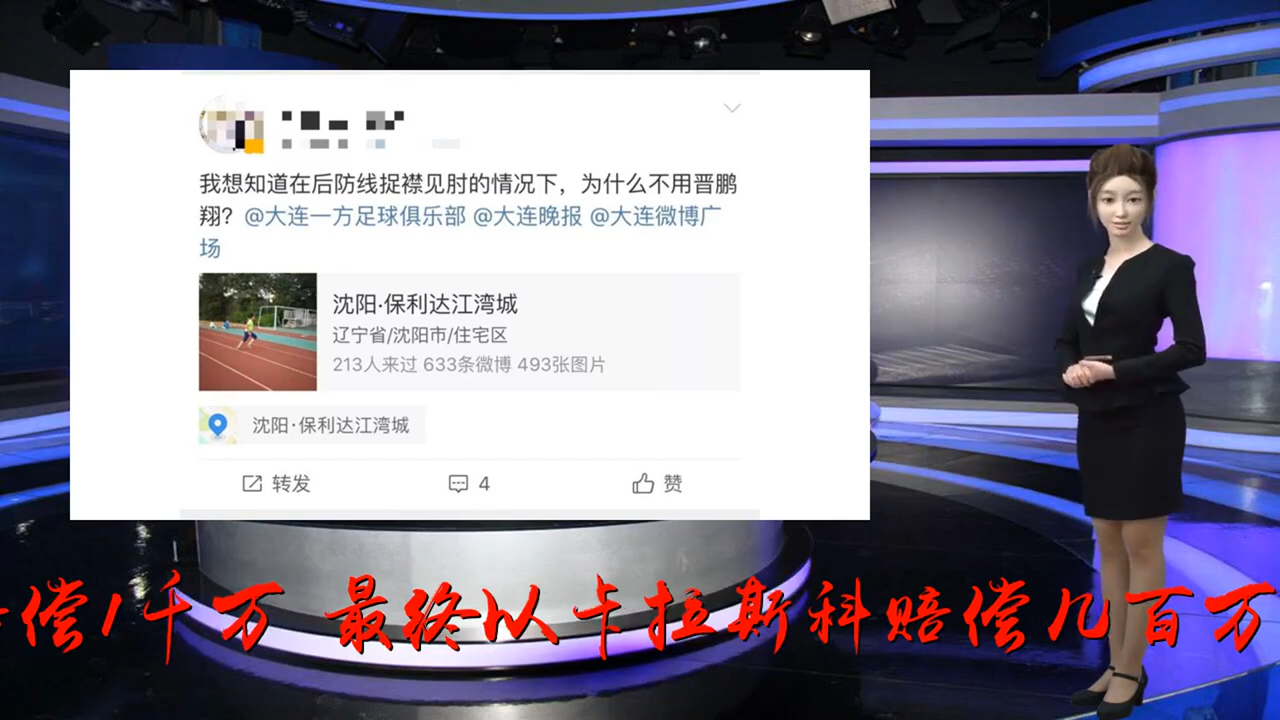 我想知道在后防线捉襟见肘的情况下，为什么不用晋鹏
翔？@大连一方足球俱乐部 @大连晚报 @大连微博广
场
沈阳·保利达江湾城
辽宁省/沈阳市/住宅区
213人来过 633条微博 493张图片
沈阳·保利达江湾城
转发
4
赞
偿1千万 最终以卡拉斯科赔偿几百万